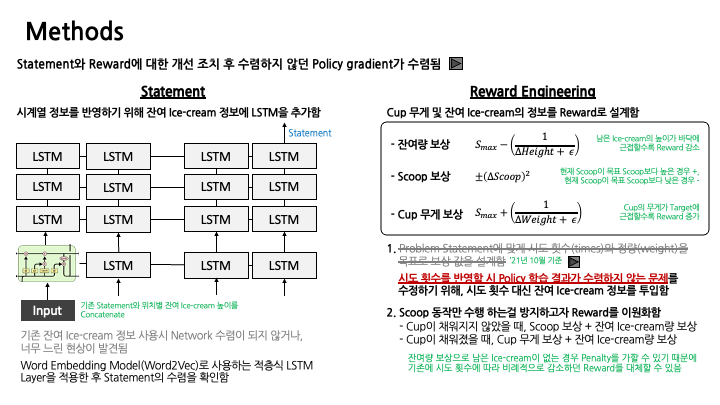 Methods
Statement와 Reward에 대한 개선 조치 후 수렴하지 않던 Policy gradient가 수렴됨
Statement
시계열 정보를 반영하기 위해 잔여 Ice-cream 정보에 LSTM을 추가함
Statement
LSTM LSTM LSTM LSTM
LSTM LSTM LSTM LSTM
LSTM LSTM LSTM LSTM
LSTM LSTM LSTM
Input
기존 Statement와 위치별 잔여 Ice-cream 높이를
Concatenate
기존 잔여 Ice-cream 정보 사용시 Network 수렴이 되지 않거나,
너무 느린 현상이 발견됨
Word Embedding Model(Word2Vec)로 사용하는 적층식 LSTM
Layer을 적용한 후 Statement의 수렴을 확인함
Reward Engineering
Cup 무게 및 잔여 Ice-cream의 정보를 Reward로 설계함
- 잔여량 보상 S_max − (1 / (ΔHeight + ϵ))
남은 Ice-cream의 높이가 바닥에
근접할수록 Reward 감소
- Scoop 보상 ±(ΔScoop)²
현재 Scoop이 목표 Scoop보다 높은 경우 +,
현재 Scoop이 목표 Scoop보다 낮은 경우 -
- Cup 무게 보상 S_max + (1 / (ΔWeight + ϵ))
Cup의 무게가 Target에
근접할수록 Reward 증가
1. Problem Statement에 맞게 시도 횟수(times)와 정량(weight)을
목표로 보상 값을 설계함 '21년 10월 기준
시도 횟수를 반영할 시 Policy 학습 결과가 수렴하지 않는 문제를
수정하기 위해, 시도 횟수 대신 잔여 Ice-cream 정보를 투입함
2. Scoop 동작만 수행 하는걸 방지하고자 Reward를 이원화함
- Cup이 채워지지 않았을 때, Scoop 보상 + 잔여 Ice-cream량 보상
- Cup이 채워졌을 때, Cup 무게 보상 + 잔여 Ice-cream량 보상
잔여량 보상으로 남은 Ice-cream이 없는 경우 Penalty를 가할 수 있기 때문에
기존에 시도 횟수에 따라 비례적으로 감소하던 Reward를 대체할 수 있음